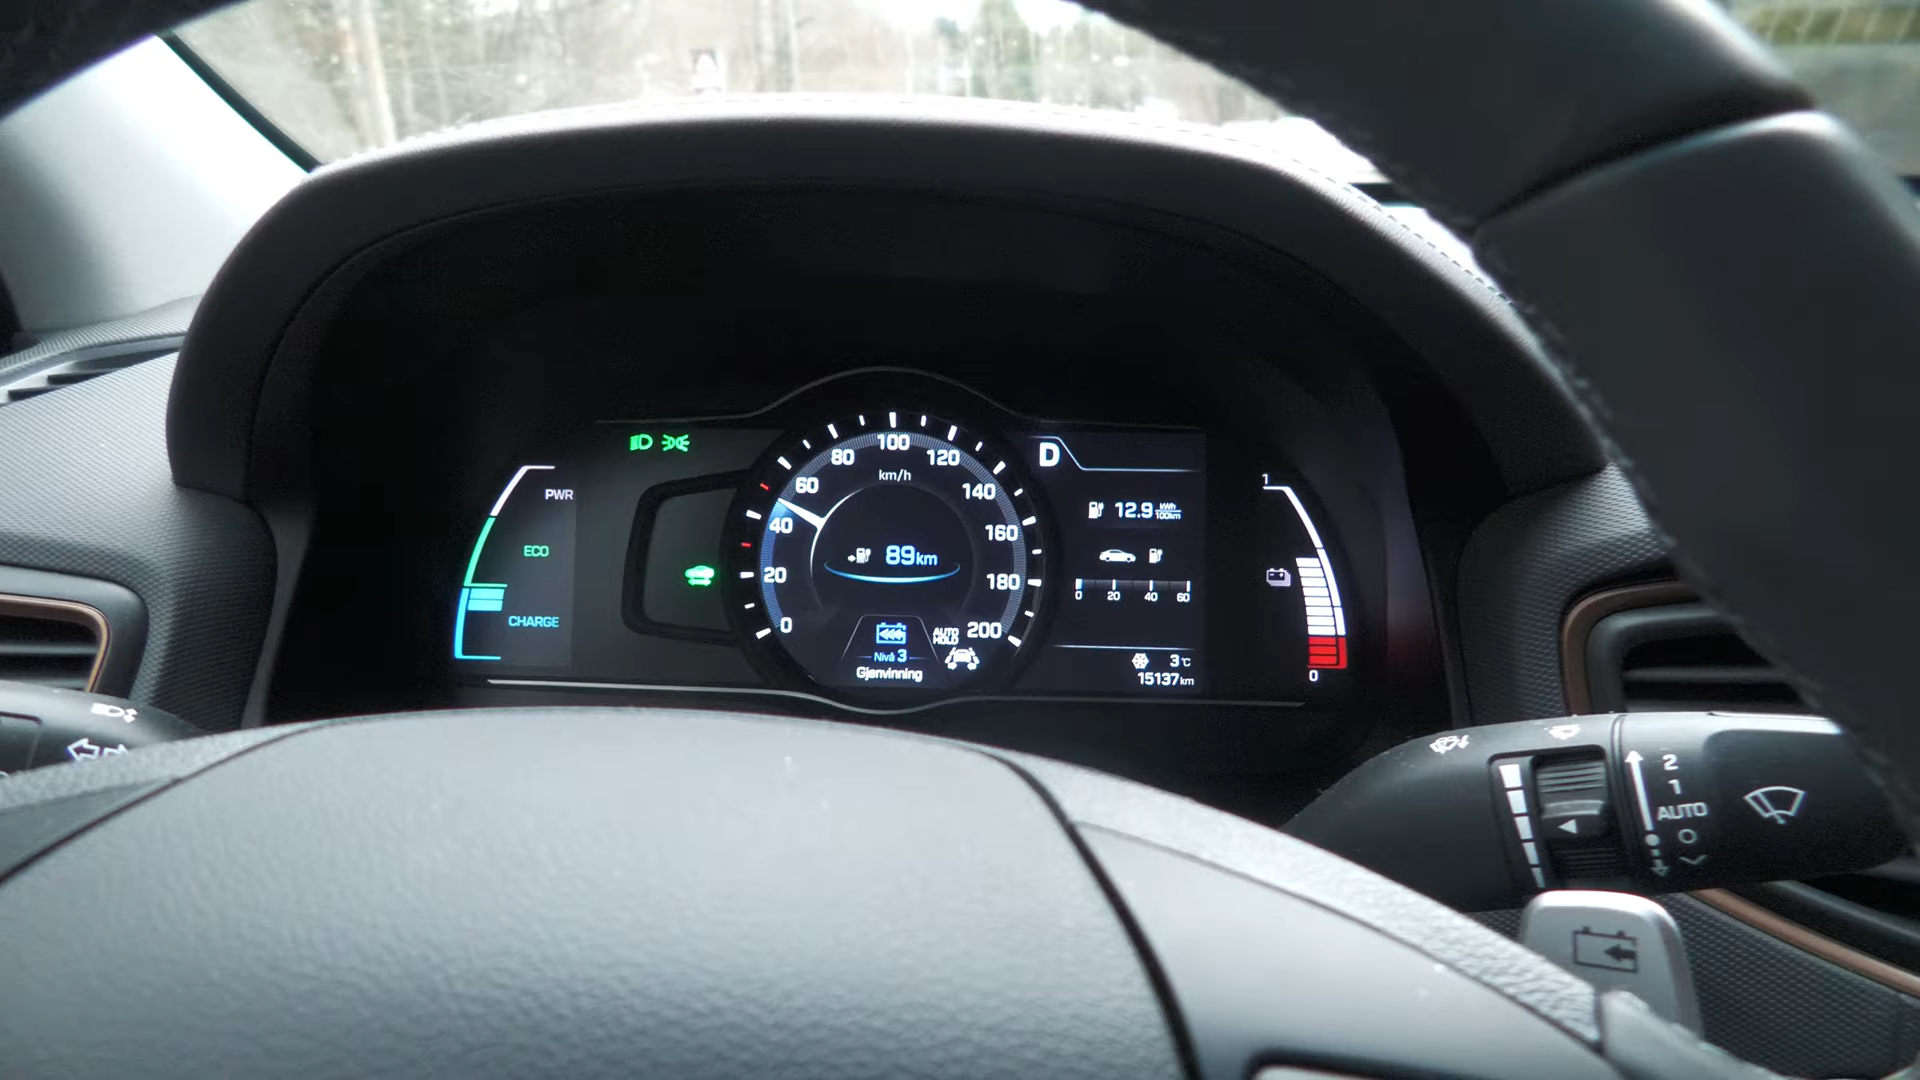 PWR
ECO
CHARGE
100
80
120
km/h
60
140
40
160
20
180
0
200
89km
Nivå 3
Gjenvinning
AUTO
HOLD
D
12.9 kWh/100km
0 20 40 60
3°C
15137km
1
0
2
1
AUTO
O